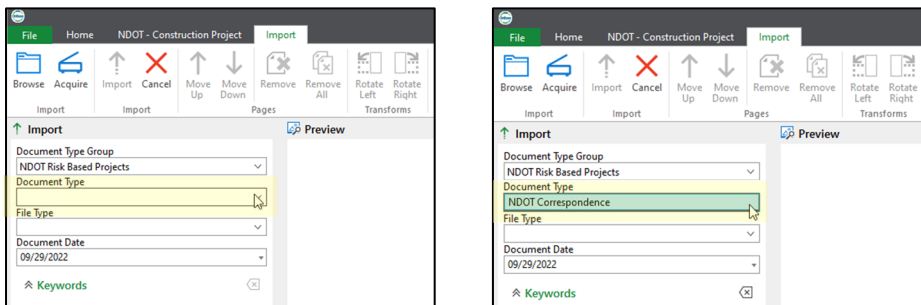 File Home NDOT - Construction Project Import
Browse Acquire Import Cancel Move Up Move Down Remove Remove All Rotate Left Rotate Right
Import Import Pages Transforms
Import Preview
Document Type Group
NDOT Risk Based Projects
Document Type
File Type
Document Date
09/29/2022
Keywords
File Home NDOT - Construction Project Import
Browse Acquire Import Cancel Move Up Move Down Remove Remove All Rotate Left Rotate Right
Import Import Pages Transforms
Import Preview
Document Type Group
NDOT Risk Based Projects
Document Type
NDOT Correspondence
File Type
Document Date
09/29/2022
Keywords